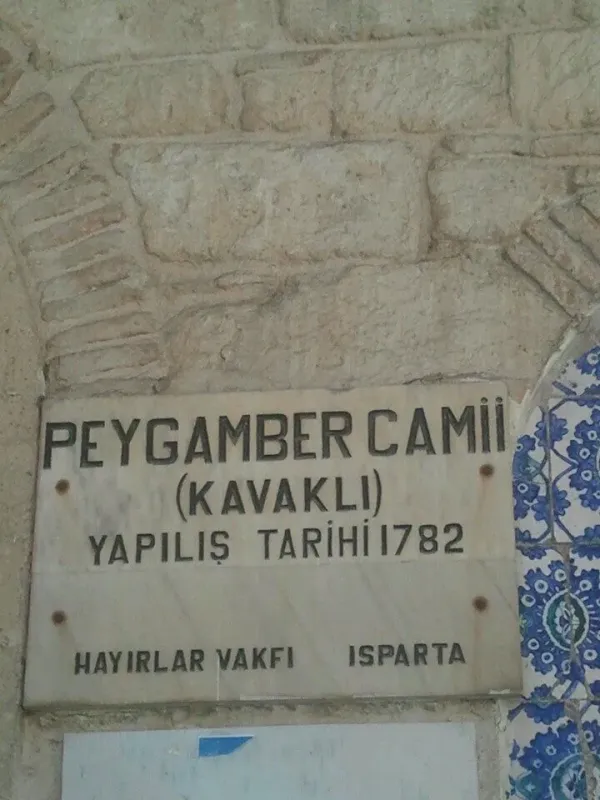 PEYGAMBER CAMİİ
(KAVAKLI)
YAPILIŞ TARİHİ 1782
HAYIRLAR VAKFI ISPARTA